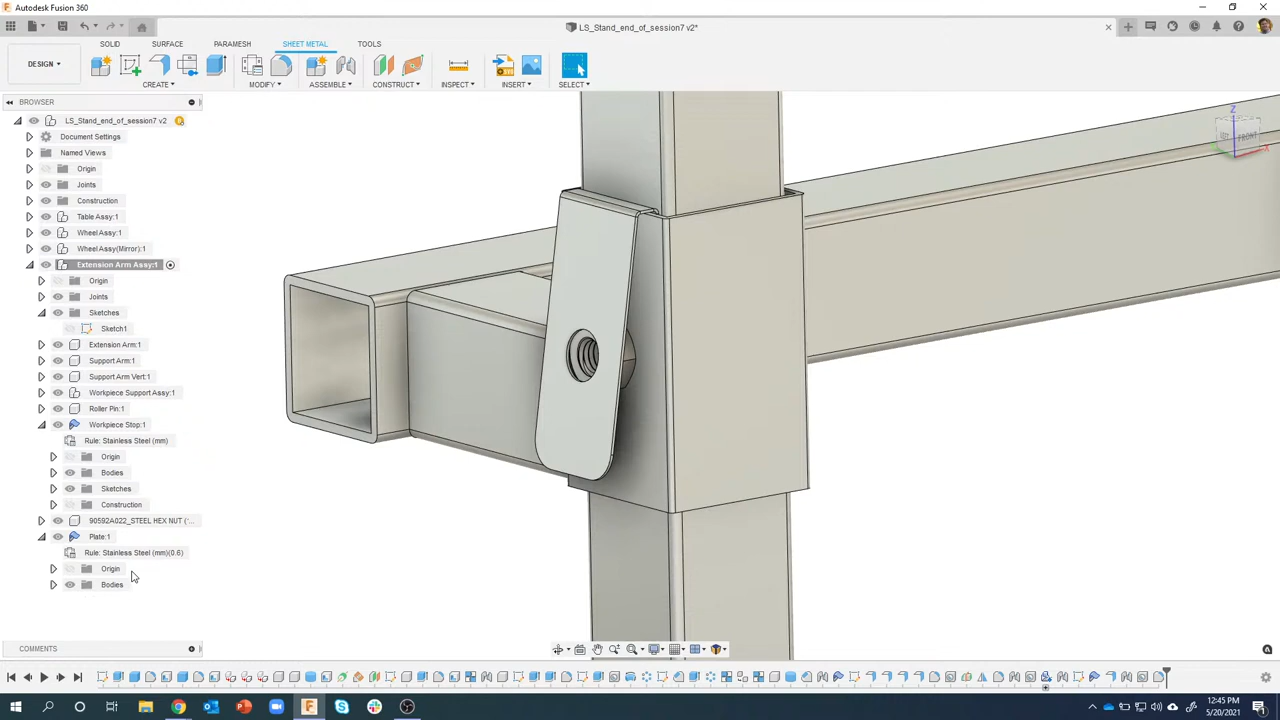 Autodesk Fusion 360
LS_Stand_end_of_session7 v2*
DESIGN
SOLID
SURFACE
PARAMESH
SHEET METAL
TOOLS
CREATE
MODIFY
ASSEMBLE
CONSTRUCT
INSPECT
INSERT
SELECT
BROWSER
LS_Stand_end_of_session7 v2
Document Settings
Named Views
Origin
Joints
Construction
Table Assy:1
Wheel Assy:1
Wheel Assy(Mirror):1
Extension Arm Assy:1
Origin
Joints
Sketches
Sketch1
Extension Arm:1
Support Arm:1
Support Arm Vert:1
Workpiece Support Assy:1
Roller Pin:1
Workpiece Stop:1
Rule: Stainless Steel (mm)
Origin
Bodies
Sketches
Construction
90592A022_STEEL HEX NUT (...
Plate:1
Rule: Stainless Steel (mm)(0.6)
Origin
Bodies
Z
FRONT
X
COMMENTS
12:45 PM
5/20/2021